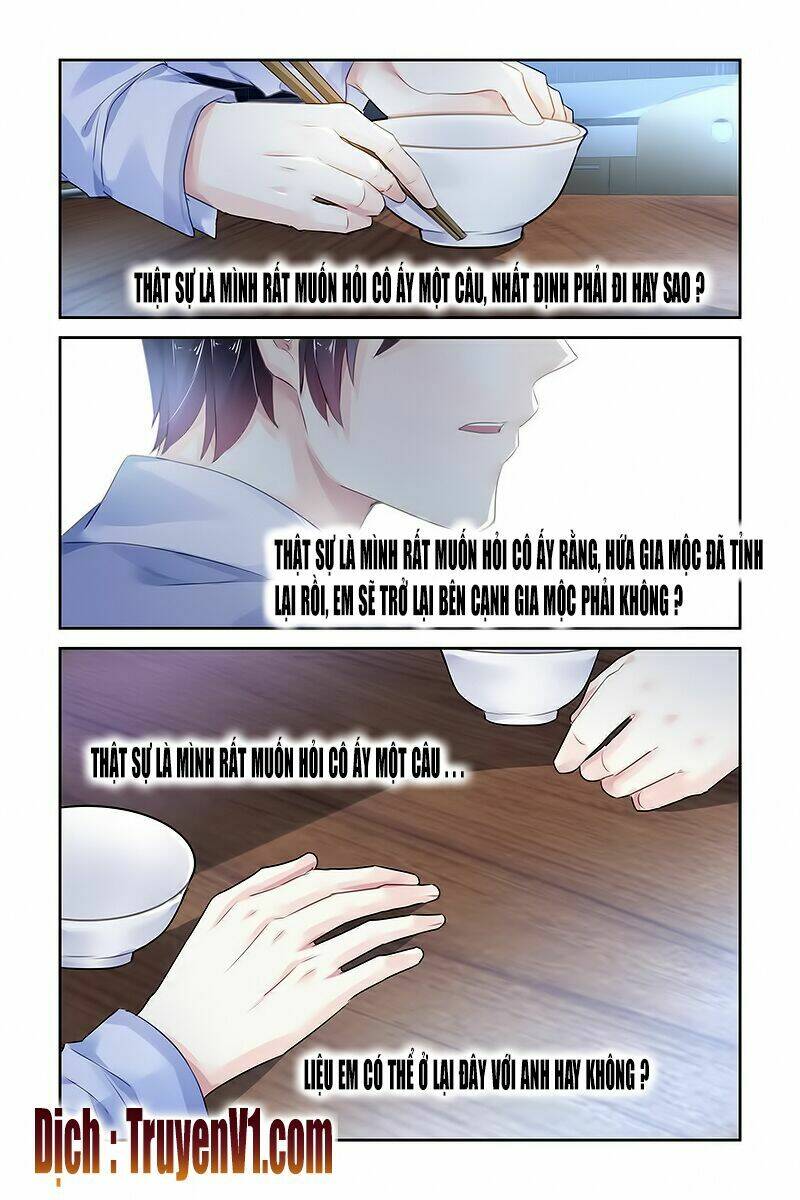 THẬT SỰ LÀ MÌNH RẤT MUỐN HỎI CÔ ẤY MỘT CÂU, NHẤT ĐỊNH PHẢI ĐI HAY SAO ?
THẬT SỰ LÀ MÌNH RẤT MUỐN HỎI CÔ ẤY RẰNG, HỨA GIA MỘC ĐÃ TỈNH
LẠI RỒI, EM SẼ TRỞ LẠI BÊN CẠNH GIA MỘC PHẢI KHÔNG ?
THẬT SỰ LÀ MÌNH RẤT MUỐN HỎI CÔ ẤY MỘT CÂU . . .
LIỆU EM CÓ THỂ Ở LẠI ĐÂY VỚI ANH HAY KHÔNG ?
Dịch : TruyenV1.com